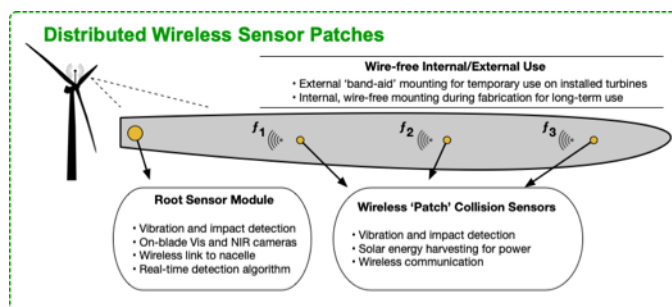 Distributed Wireless Sensor Patches
Wire-free Internal/External Use
• External ‘band-aid’ mounting for temporary use on installed turbines
• Internal, wire-free mounting during fabrication for long-term use
f1
f2
f3
Root Sensor Module
• Vibration and impact detection
• On-blade Vis and NIR cameras
• Wireless link to nacelle
• Real-time detection algorithm
Wireless ‘Patch’ Collision Sensors
• Vibration and impact detection
• Solar energy harvesting for power
• Wireless communication